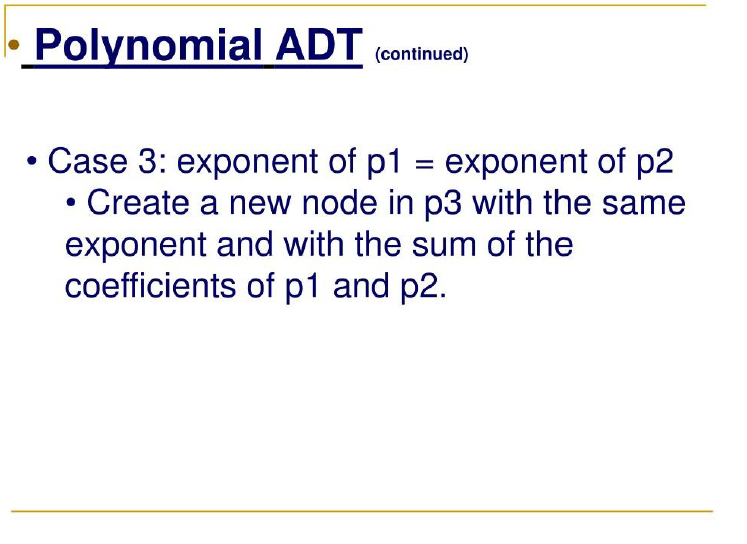 • Polynomial ADT (continued)
• Case 3: exponent of p1 = exponent of p2
• Create a new node in p3 with the same
exponent and with the sum of the
coefficients of p1 and p2.